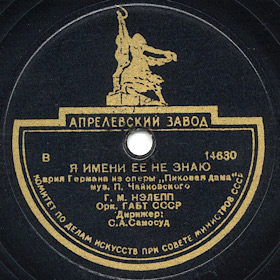 АПРЕЛЕВСКИЙ ЗАВОД
В 14630
Я ИМЕНИ ЕЕ НЕ ЗНАЮ
Ария Германа из оперы „Пиковая дама“
муз. П. Чайковского
Г. М. НЭЛЕПП
Орк. ГАБТ СССР
Дирижер:
С.А.Самосуд
КОМИТЕТ ПО ДЕЛАМ ИСКУССТВ ПРИ СОВЕТЕ МИНИСТРОВ СССР